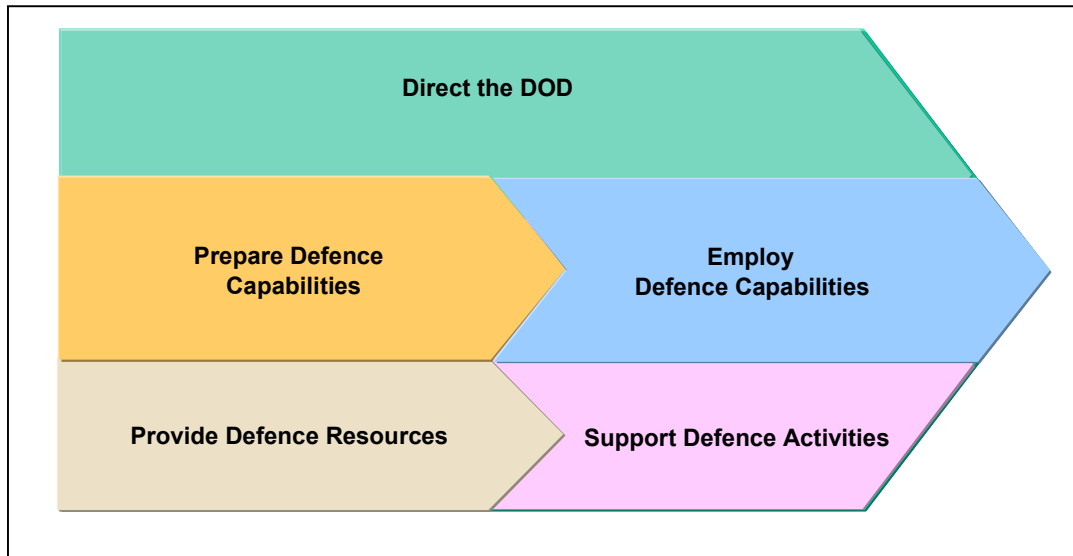 Direct the DOD
Prepare Defence
Capabilities
Employ
Defence Capabilities
Provide Defence Resources
Support Defence Activities